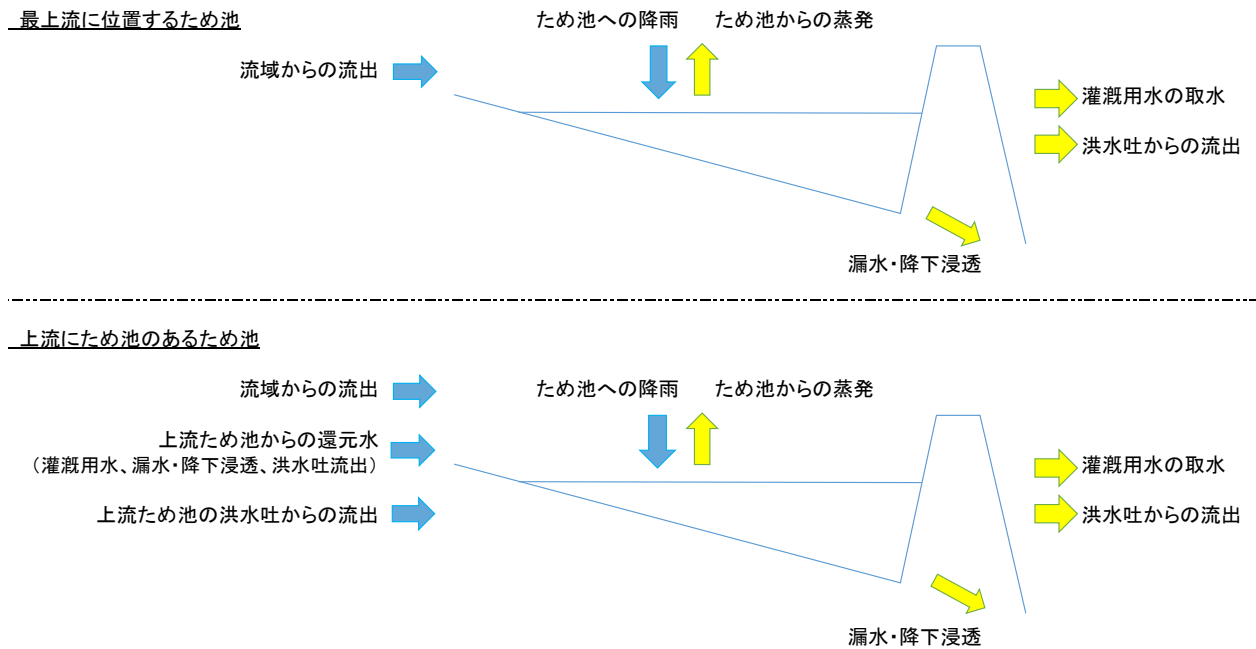 最上流に位置するため池
ため池への降雨 ため池からの蒸発
流域からの流出
灌漑用水の取水
洪水吐からの流出
漏水・降下浸透
上流にため池のあるため池
流域からの流出
ため池への降雨 ため池からの蒸発
上流ため池からの還元水
(灌漑用水、漏水・降下浸透、洪水吐流出)
灌漑用水の取水
上流ため池の洪水吐からの流出
洪水吐からの流出
漏水・降下浸透